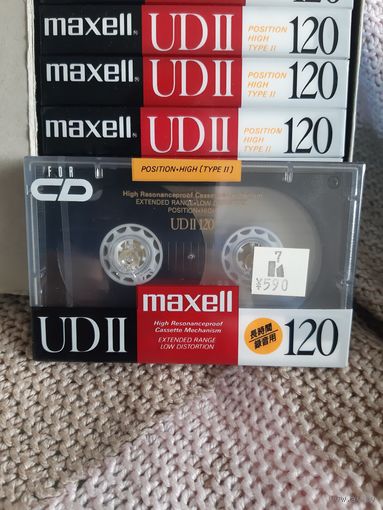 120
maxell UDII POSITION HIGH TYPE II 120
maxell UDII POSITION HIGH TYPE II 120
maxell UDII POSITION HIGH TYPE II 120
POSITION•HIGH (TYPE II)
FOR
CD
High Resonanceproof Cassette
EXTENDED RANGE•LOW
POSITION•HIGH
UDII 120
7
¥590
UDII
maxell
High Resonanceproof
Cassette Mechanism
EXTENDED RANGE
LOW DISTORTION
長時間
録音用
120